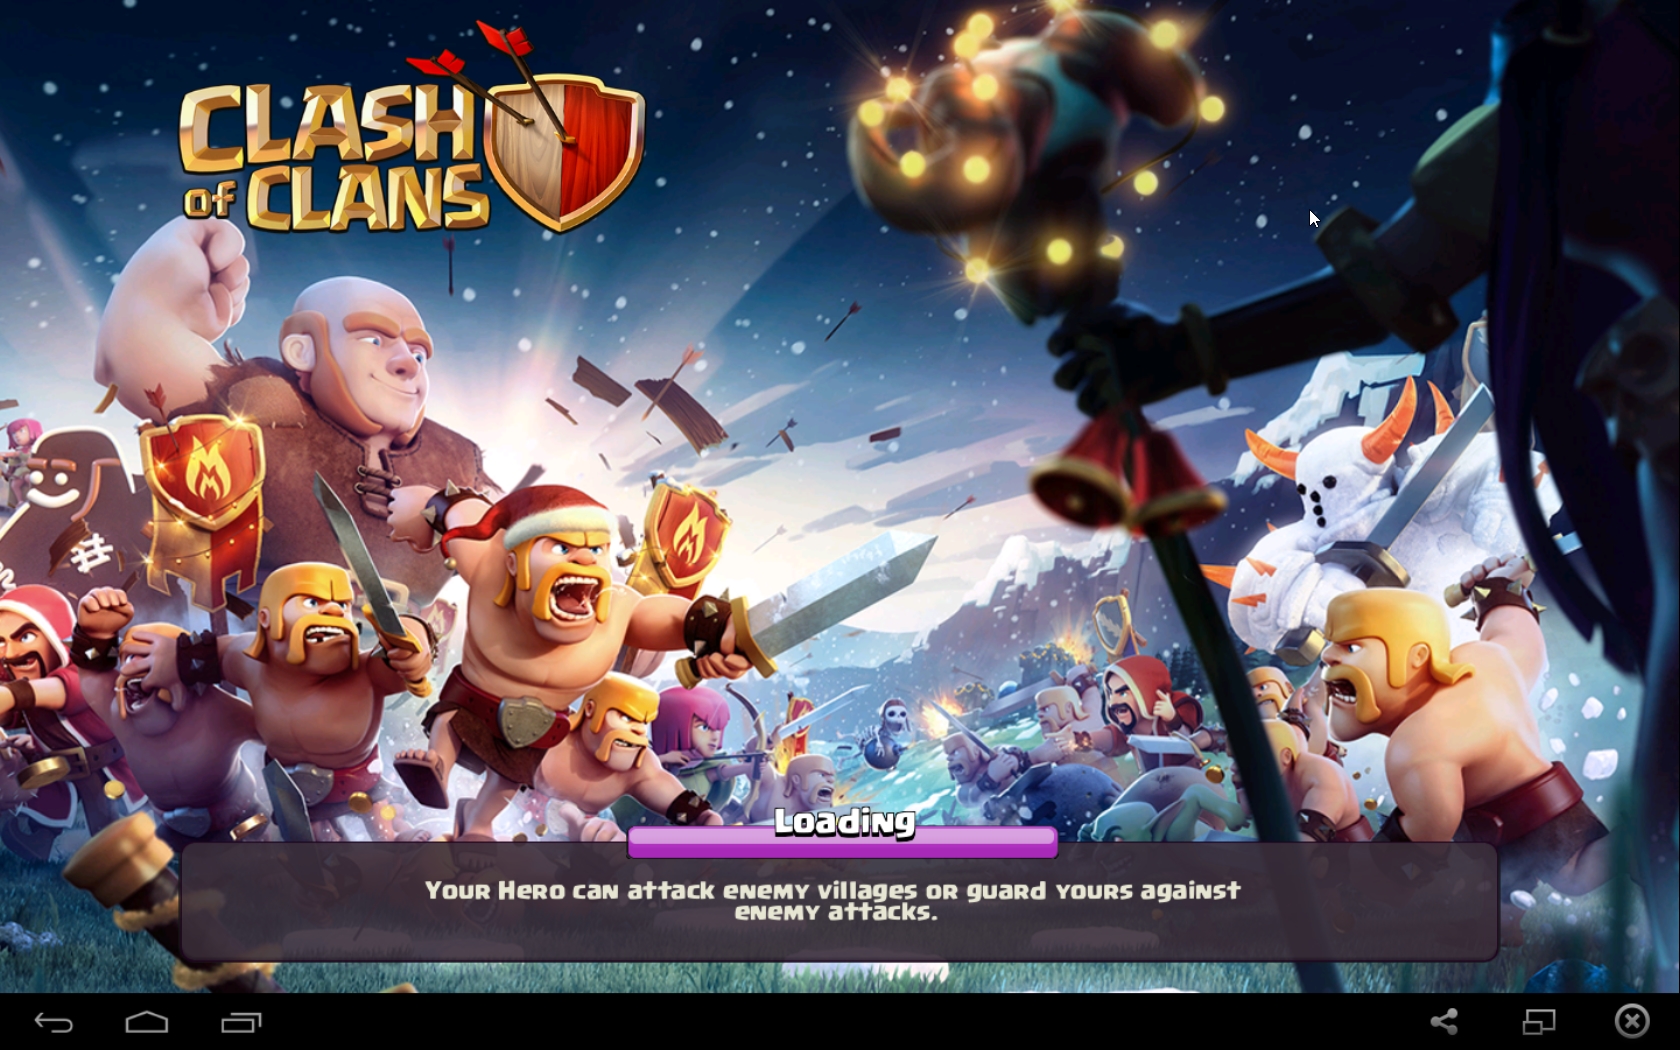 CLASH
OF CLANS
Loading
Your Hero can attack enemy villages or guard yours against
enemy attacks.